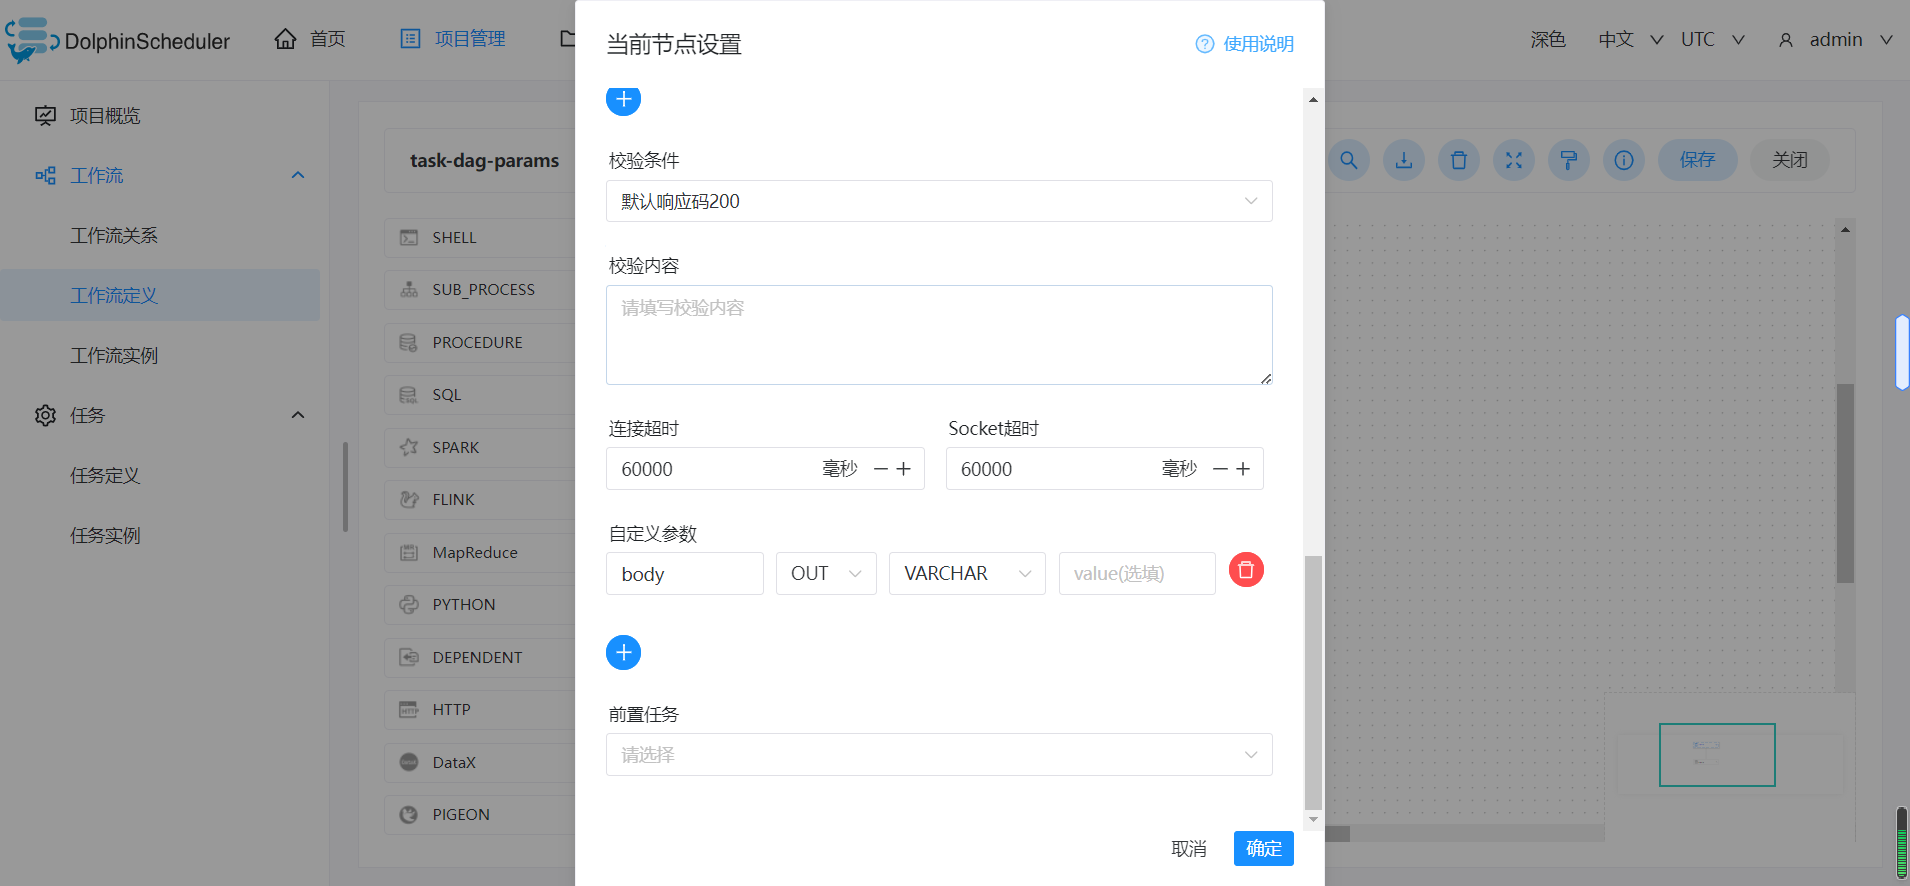 DolphinScheduler
首页
项目管理
深色
中文
UTC
admin
项目概览
工作流
工作流关系
工作流定义
工作流实例
任务
任务定义
任务实例
task-dag-params
保存
关闭
SHELL
SUB_PROCESS
PROCEDURE
SQL
SPARK
FLINK
MapReduce
PYTHON
DEPENDENT
HTTP
DataX
PIGEON
当前节点设置
使用说明
校验条件
默认响应码200
校验内容
请填写校验内容
连接超时
Socket超时
60000 毫秒
60000 毫秒
自定义参数
body
OUT
VARCHAR
value(选填)
前置任务
请选择
取消
确定